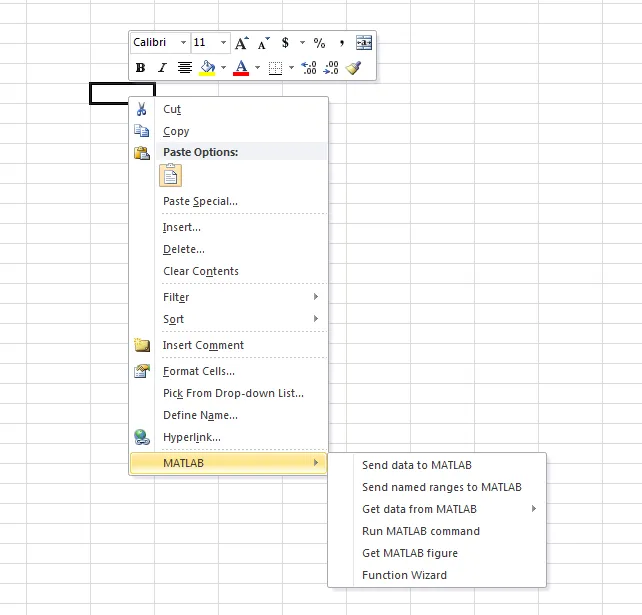 Calibri 11 A A $ % ,
B I A .00 .00
Cut
Copy
Paste Options:
Paste Special...
Insert...
Delete...
Clear Contents
Filter
Sort
Insert Comment
Format Cells...
Pick From Drop-down List...
Define Name...
Hyperlink...
MATLAB
Send data to MATLAB
Send named ranges to MATLAB
Get data from MATLAB
Run MATLAB command
Get MATLAB figure
Function Wizard